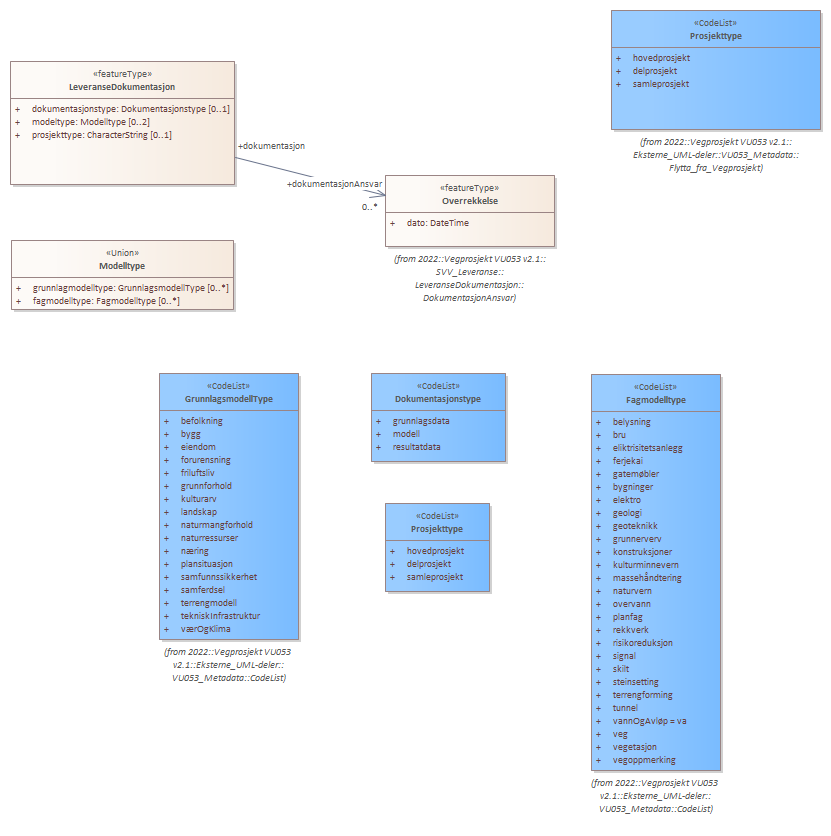 «CodeList»
Prosjekttype
+ hovedprosjekt
+ delprosjekt
+ samleprosjekt
(from 2022::Vegprosjekt VU053 v2.1::
Eksterne_UML-deler::VU053_Metadata::
Flytta_fra_Vegprosjekt)
«featureType»
LeveranseDokumentasjon
+ dokumentasjonstype: Dokumentasjonstype [0..1]
+ modeltype: Modelltype [0..2]
+ prosjekttype: CharacterString [0..1]
+dokumentasjon
+dokumentasjonAnsvar
0..*
«featureType»
Overrekkelse
+ dato: DateTime
(from 2022::Vegprosjekt VU053 v2.1::
SVV_Leveranse::
LeveranseDokumentasjon::
DokumentasjonAnsvar)
«Union»
Modelltype
+ grunnlagmodelltype: GrunnlagsmodellType [0..*]
+ fagmodelltype: Fagmodelltype [0..*]
«CodeList»
GrunnlagsmodellType
+ befolkning
+ bygg
+ eiendom
+ forurensning
+ friluftsliv
+ grunnforhold
+ kulturarv
+ landskap
+ naturmangforhold
+ naturressurser
+ næring
+ plansituasjon
+ samfunnssikkerhet
+ samferdsel
+ terrengmodell
+ tekniskInfrastruktur
+ værOgKlima
(from 2022::Vegprosjekt VU053
v2.1::Eksterne_UML-deler::
VU053_Metadata::CodeList)
«CodeList»
Dokumentasjonstype
+ grunnlagsdata
+ modell
+ resultatdata
«CodeList»
Prosjekttype
+ hovedprosjekt
+ delprosjekt
+ samleprosjekt
«CodeList»
Fagmodelltype
+ belysning
+ bru
+ eliktrisitetsanlegg
+ ferjekai
+ gatemøbler
+ bygninger
+ elektro
+ geologi
+ geoteknikk
+ grunnerverv
+ konstruksjoner
+ kulturminnevern
+ massehåndtering
+ naturvern
+ overvann
+ planfag
+ rekkverk
+ risikoreduksjon
+ signal
+ skilt
+ steinsetting
+ terrengforming
+ tunnel
+ vannOgAvløp = va
+ veg
+ vegetasjon
+ vegoppmerking
(from 2022::Vegprosjekt VU053
v2.1::Eksterne_UML-deler::
VU053_Metadata::CodeList)